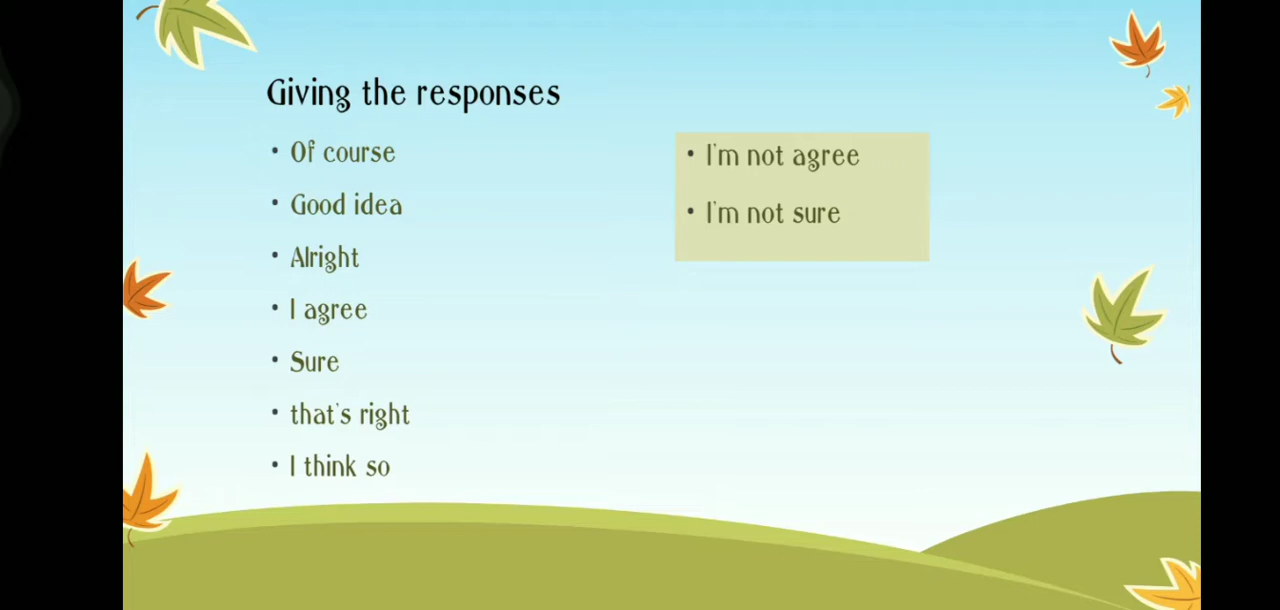 Giving the responses
• Of course
• Good idea
• Alright
• I agree
• Sure
• that's right
• I think so
• I'm not agree
• I'm not sure